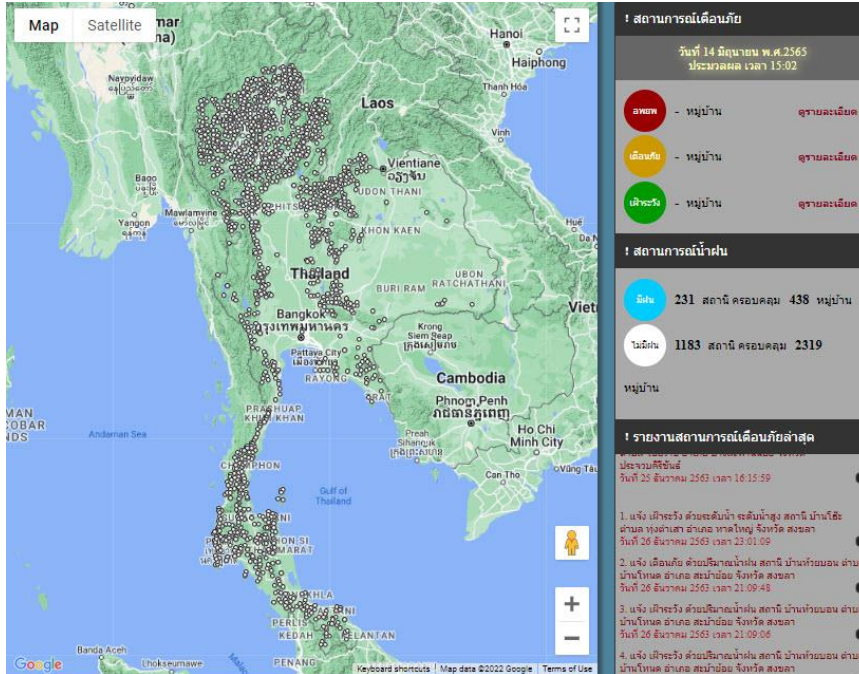 Map
Satellite
Hanoi
Haiphong
Naypyidaw
နေပြည်တော်
Laos
Thanh Hóa
Vinh
Vientiane
ວຽງຈັນ
UDON THANI
Bago
Yangon
Mawlamyine
KHON KAEN
Huế
Thailand
UBON
RATCHATHANI
BURI RAM
Bangkok
กรุงเทพมหานคร
Krong
Siem Reap
Pattaya City
RAYONG
Cambodia
Phnom Penh
PRACHUAP
KHIRI KHAN
Preah
Sihanouk
Ho Chi
Minh City
Andaman Sea
Can Tho
Vũng Tàu
Gulf of
Thailand
PERLIS
KEDAH
PENANG
Banda Aceh
Lhokseumawe
Google
Keyboard shortcuts
Map data ©2022 Google
Terms of Use
! สถานการณ์เตือนภัย
วันที่ 14 มิถุนายน พ.ศ.2565
ประมวลผล เวลา 15:02
อพยพ - หมู่บ้าน ดูรายละเอียด
เตือนภัย - หมู่บ้าน ดูรายละเอียด
เฝ้าระวัง - หมู่บ้าน ดูรายละเอียด
! สถานการณ์น้ำฝน
มีฝน 231 สถานี ครอบคลุม 438 หมู่บ้าน
ไม่มีฝน 1183 สถานี ครอบคลุม 2319
หมู่บ้าน
! รายงานสถานการณ์เตือนภัยล่าสุด
ประจวบคีรีขันธ์
วันที่ 25 ธันวาคม 2563 เวลา 16:15:59
1. แจ้ง เฝ้าระวัง ด้วยระดับน้ำ ระดับน้ำสูง สถานี บ้านโฮ๊ะ
ตำบล ทุ่งตำเสา อำเภอ หาดใหญ่ จังหวัด สงขลา
วันที่ 26 ธันวาคม 2563 เวลา 23:01:09
2. แจ้ง เตือนภัย ด้วยปริมาณน้ำฝน สถานี บ้านห้วยบอน ตำบ
บ้านโหนด อำเภอ สะบ้าย้อย จังหวัด สงขลา
วันที่ 26 ธันวาคม 2563 เวลา 21:09:48
3. แจ้ง เฝ้าระวัง ด้วยปริมาณน้ำฝน สถานี บ้านห้วยบอน ตำบ
บ้านโหนด อำเภอ สะบ้าย้อย จังหวัด สงขลา
วันที่ 26 ธันวาคม 2563 เวลา 21:09:06
4. แจ้ง เฝ้าระวัง ด้วยปริมาณน้ำฝน สถานี บ้านห้วยบอน ตำบ
บ้านโหนด อำเภอ สะบ้าย้อย จังหวัด สงขลา